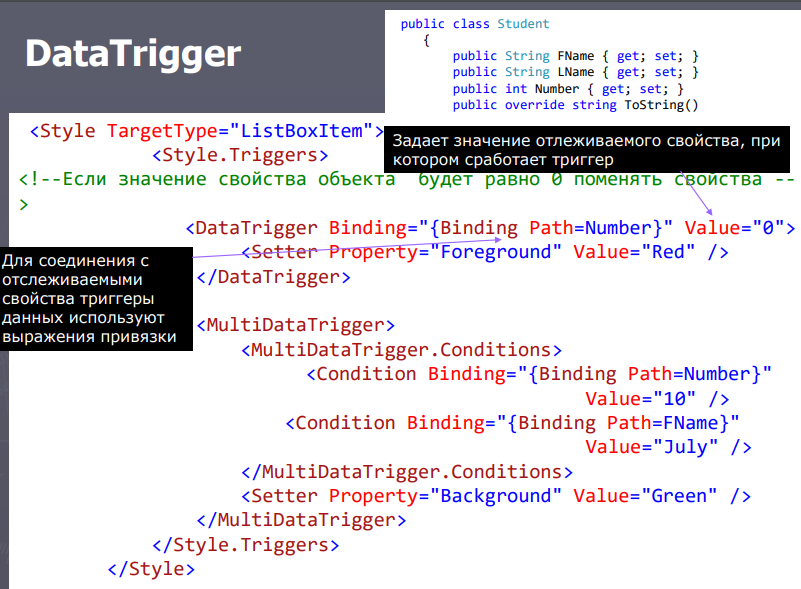 DataTrigger
public class Student
{
public String FName { get; set; }
public String LName { get; set; }
public int Number { get; set; }
public override string ToString()
<Style TargetType="ListBoxItem">
<Style.Triggers>
Задает значение отлеживаемого свойства, при
котором сработает триггер
<!--Если значение свойства объекта  будет равно 0 поменять свойства --
>
<DataTrigger Binding="{Binding Path=Number}" Value="0">
<Setter Property="Foreground" Value="Red" />
</DataTrigger>
Для соединения с
отслеживаемыми
свойства триггеры
данных используют
выражения привязки
<MultiDataTrigger>
<MultiDataTrigger.Conditions>
<Condition Binding="{Binding Path=Number}"
Value="10" />
<Condition Binding="{Binding Path=FName}"
Value="July" />
</MultiDataTrigger.Conditions>
<Setter Property="Background" Value="Green" />
</MultiDataTrigger>
</Style.Triggers>
</Style>